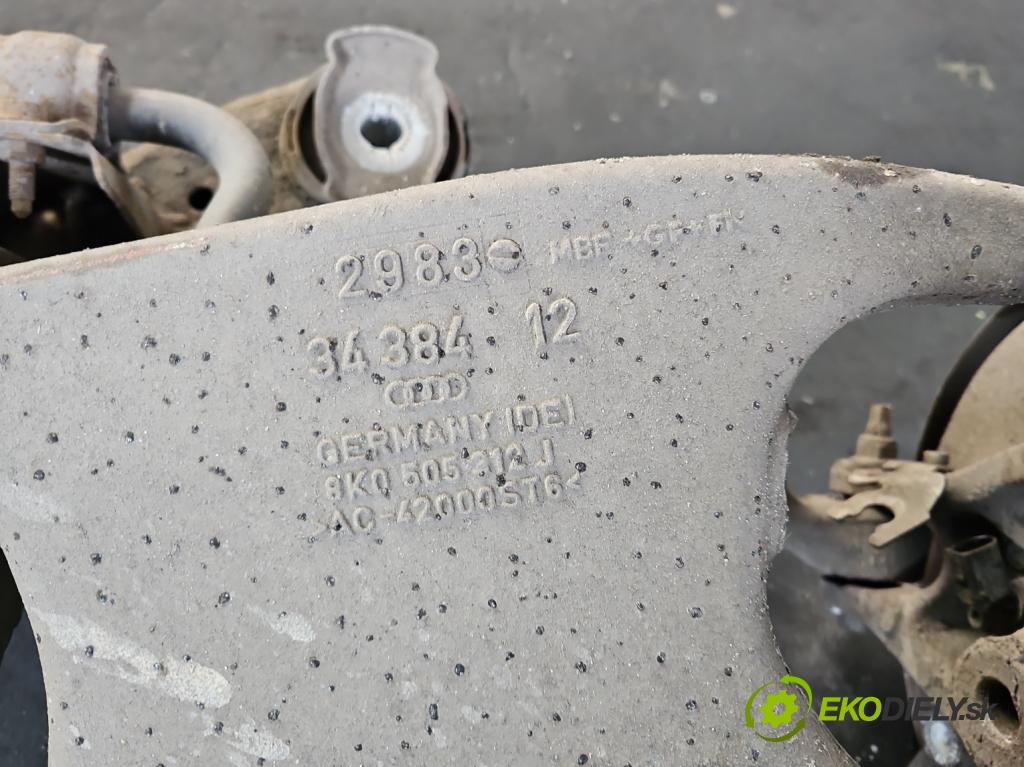 2983
34384 12
GERMANY (DE)
8K0 505 312 J
>AC-42000ST6<
EKODIELY.sk